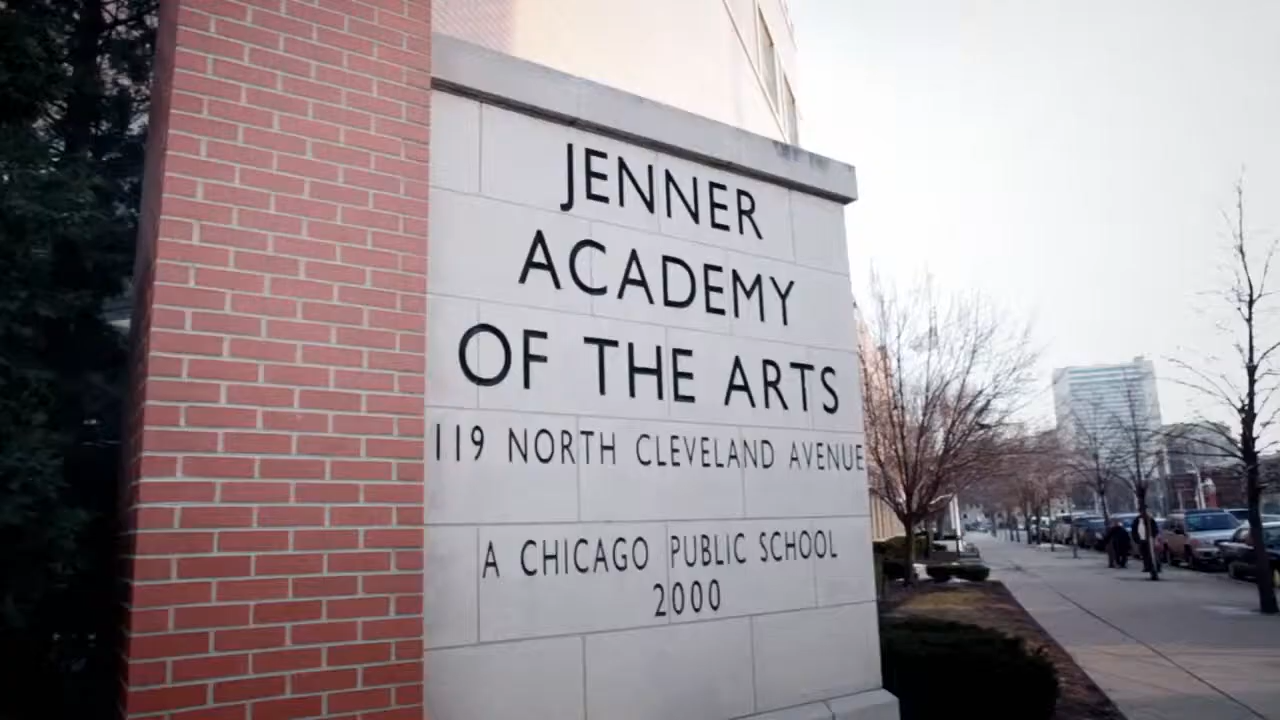 JENNER
ACADEMY
OF THE ARTS
119 NORTH CLEVELAND AVENUE
A CHICAGO PUBLIC SCHOOL
2000